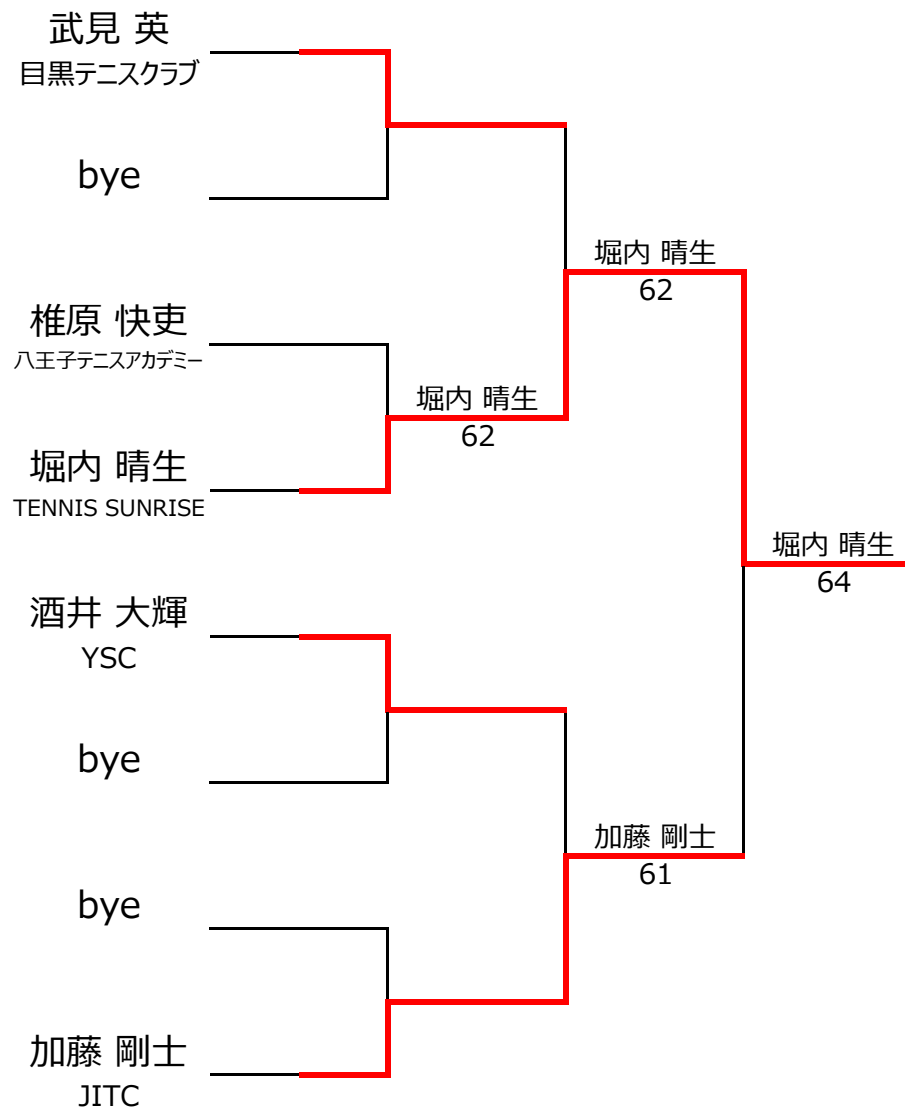 武見 英
目黒テニスクラブ
bye
椎原 快吏
八王子テニスアカデミー
堀内 晴生
TENNIS SUNRISE
酒井 大輝
YSC
bye
bye
加藤 剛士
JITC
堀内 晴生
62
堀内 晴生
62
加藤 剛士
61
堀内 晴生
64